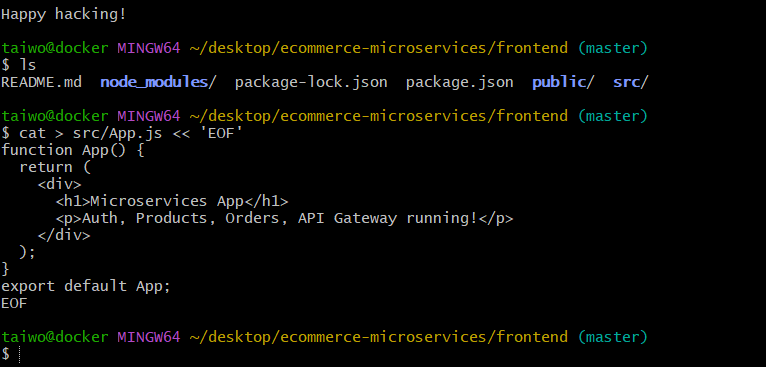 Happy hacking!
taiwo@docker MINGW64 ~/desktop/ecommerce-microservices/frontend (master)
$ ls
README.md  node_modules/  package-lock.json  package.json  public/  src/
taiwo@docker MINGW64 ~/desktop/ecommerce-microservices/frontend (master)
$ cat > src/App.js << 'EOF'
function App() {
  return (
    <div>
      <h1>Microservices App</h1>
      <p>Auth, Products, Orders, API Gateway running!</p>
    </div>
  );
}
export default App;
EOF
taiwo@docker MINGW64 ~/desktop/ecommerce-microservices/frontend (master)
$